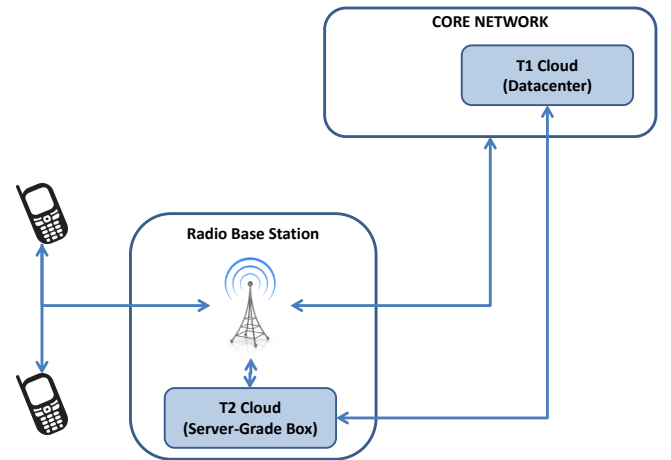 CORE NETWORK
T1 Cloud
(Datacenter)
Radio Base Station
T2 Cloud
(Server-Grade Box)